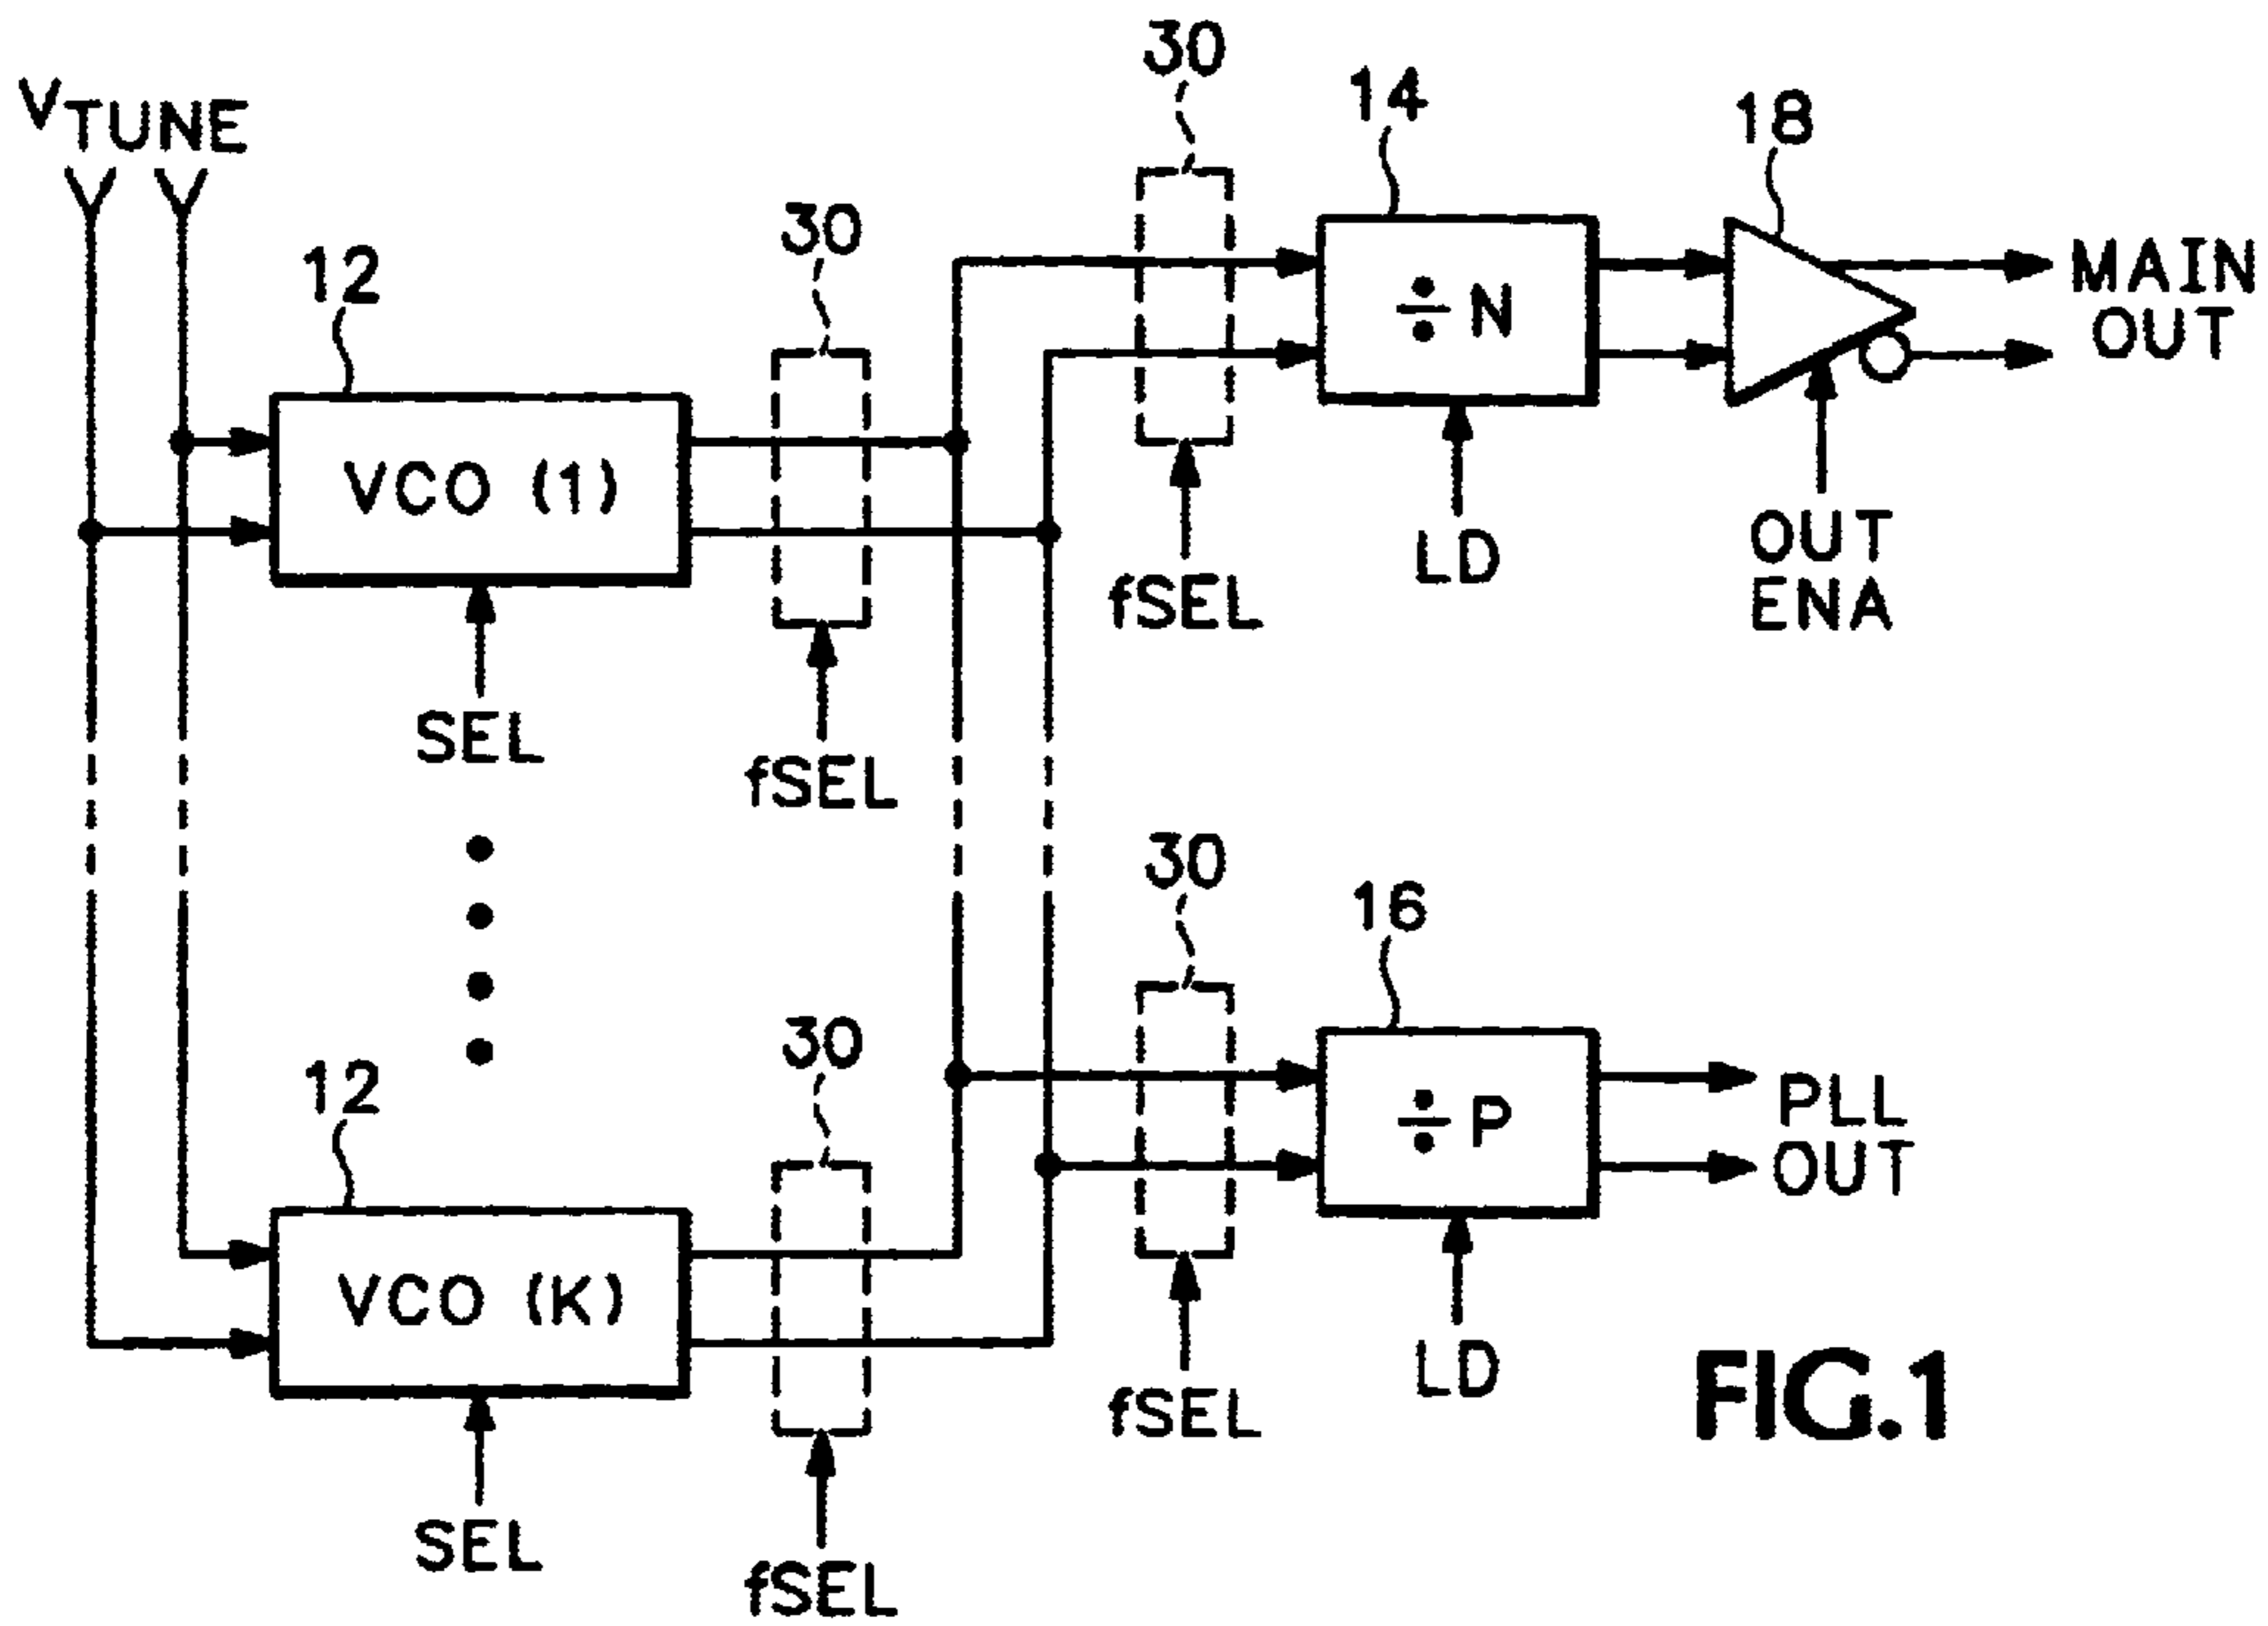 VTUNE
30
14
18
MAIN
OUT
30
12
÷N
VCO (1)
OUT
ENA
LD
fSEL
SEL
fSEL
30
16
30
12
÷P
PLL
OUT
VCO (K)
LD
fSEL
SEL
fSEL
FIG.1